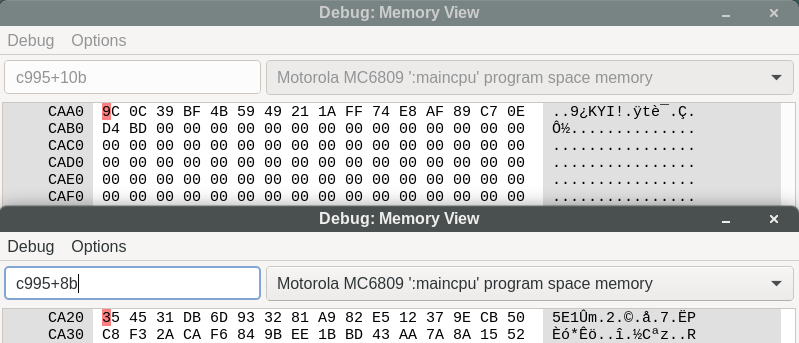 Debug: Memory View
Debug Options
c995+10b Motorola MC6809 ':maincpu' program space memory
CAA0 9C 0C 39 BF 4B 59 49 21 1A FF 74 E8 AF 89 C7 0E ..9¿KYI!.ÿtè¯.Ç.
CAB0 D4 BD 00 00 00 00 00 00 00 00 00 00 00 00 00 00 Ô½..............
CAC0 00 00 00 00 00 00 00 00 00 00 00 00 00 00 00 00 ................
CAD0 00 00 00 00 00 00 00 00 00 00 00 00 00 00 00 00 ................
CAE0 00 00 00 00 00 00 00 00 00 00 00 00 00 00 00 00 ................
CAF0 00 00 00 00 00 00 00 00 00 00 00 00 00 00 00 00 ................
Debug: Memory View
Debug Options
c995+8b Motorola MC6809 ':maincpu' program space memory
CA20 35 45 31 DB 6D 93 32 81 A9 82 E5 12 37 9E CB 50 5E1Ûm.2.©.å.7.ËP
CA30 C8 F3 2A CA F6 84 9B EE 1B BD 43 AA 7A 8A 15 52 Èó*Êö..î.½Cªz..R